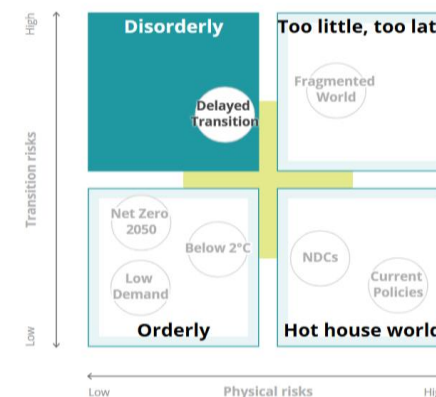 High
Disorderly
Too little, too lat
Fragmented
World
Delayed
Transition
Transition risks
Net Zero
2050
Below 2°C
NDCs
Low
Demand
Current
Policies
Low
Orderly
Hot house world
Low
Physical risks
Hi